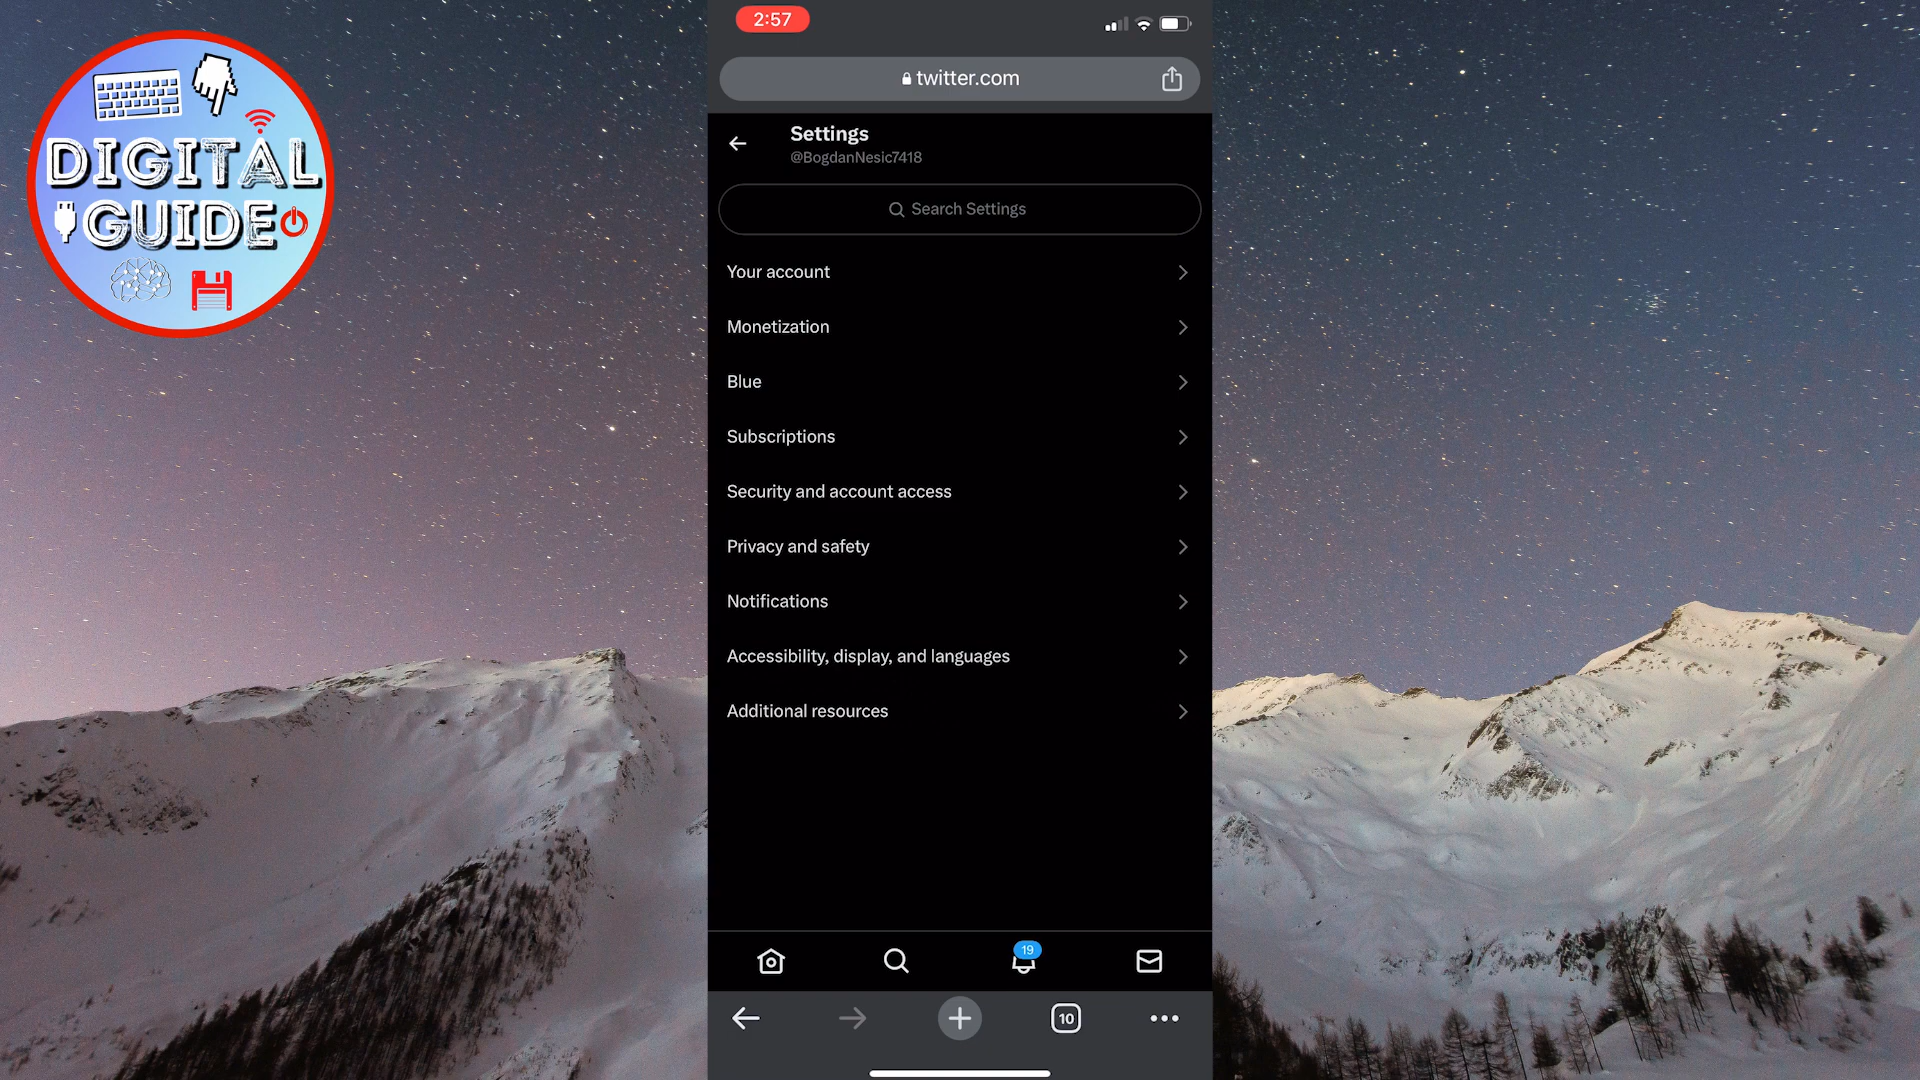 DIGITAL
GUIDE
2:57
twitter.com
Settings
@BogdanNesic7418
Search Settings
Your account
Monetization
Blue
Subscriptions
Security and account access
Privacy and safety
Notifications
Accessibility, display, and languages
Additional resources
19
10